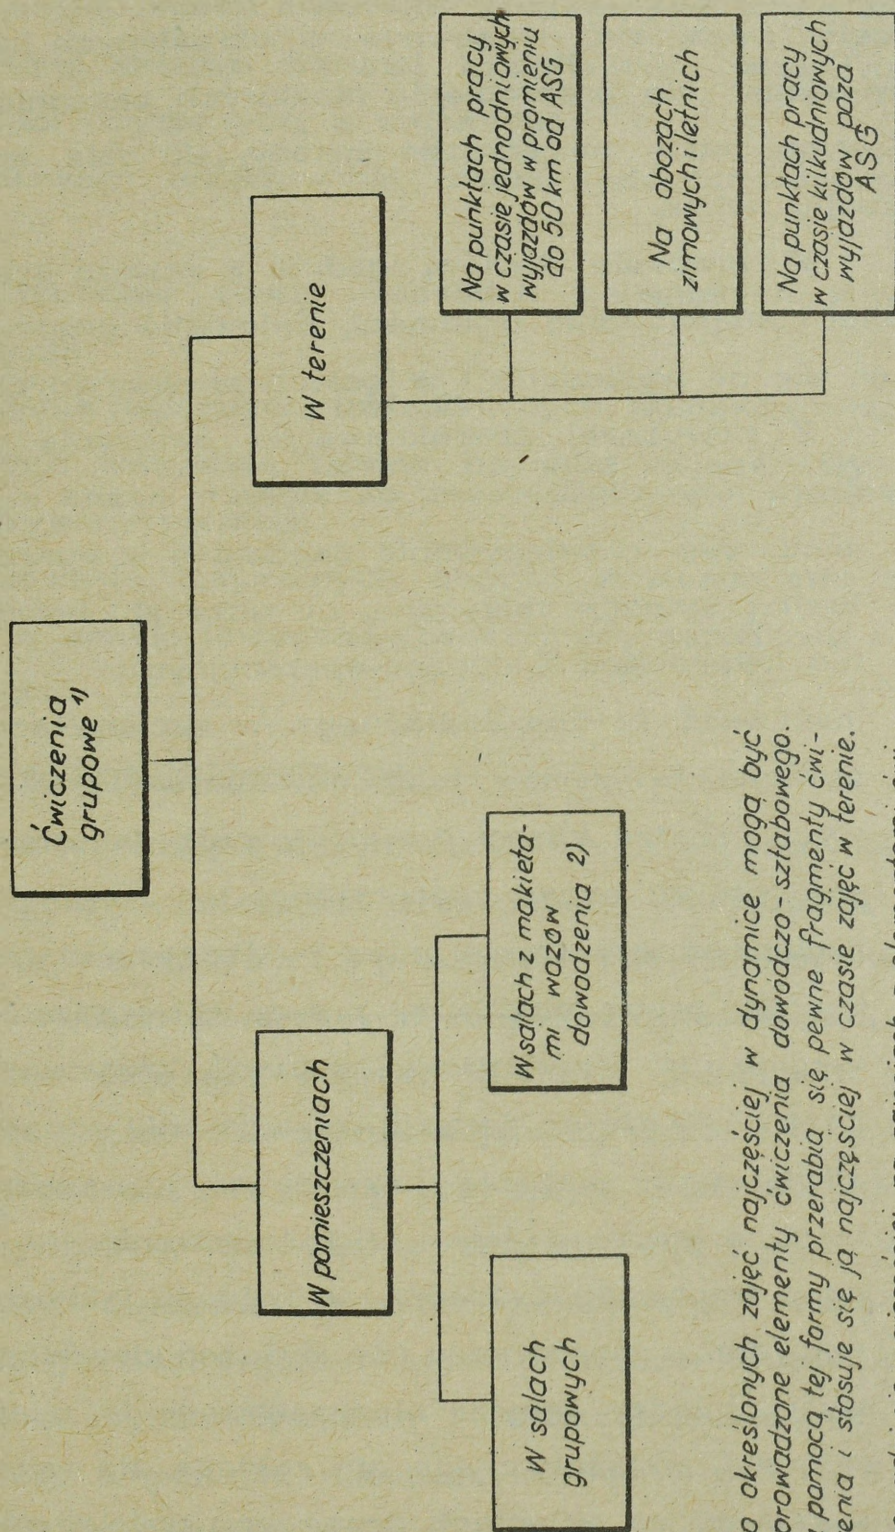 Ćwiczenia
grupowe 1)
W pomieszczeniach
W terenie
W salach
grupowych
W salach z makieta-
mi wozów
dowodzenia 2)
Na punktach pracy
w czasie jednodniowych
wyjazdów w promieniu
do 50 km od ASG
Na obozach
zimowych i letnich
Na punktach pracy
w czasie kilkudniowych
wyjazdów poza
ASG
o określonych zajęć najczęściej w dynamice mogą być
prowadzone elementy ćwiczenia dowódczo-sztabowego.
pomocą tej formy przerabia się pewne fragmenty ćwi-
enia i stosuje się ją najczęściej w czasie zajęć w terenie.